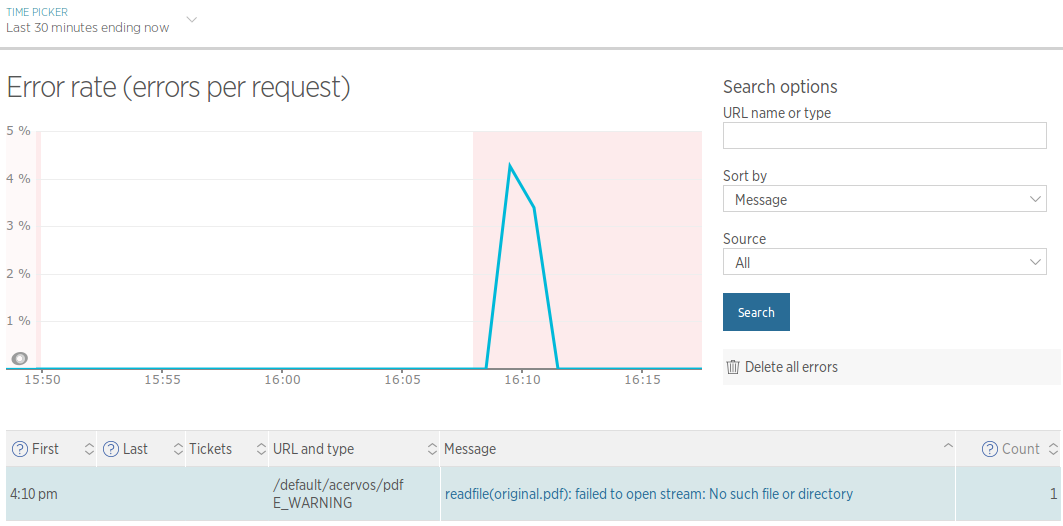 TIME PICKER
Last 30 minutes ending now
Error rate (errors per request)
5 %
4 %
3 %
2 %
1 %
15:50 15:55 16:00 16:05 16:10 16:15
Search options
URL name or type
Sort by
Message
Source
All
Search
Delete all errors
? First ? Last Tickets URL and type Message ? Count
4:10 pm /default/acervos/pdf readfile(original.pdf): failed to open stream: No such file or directory 1
E_WARNING